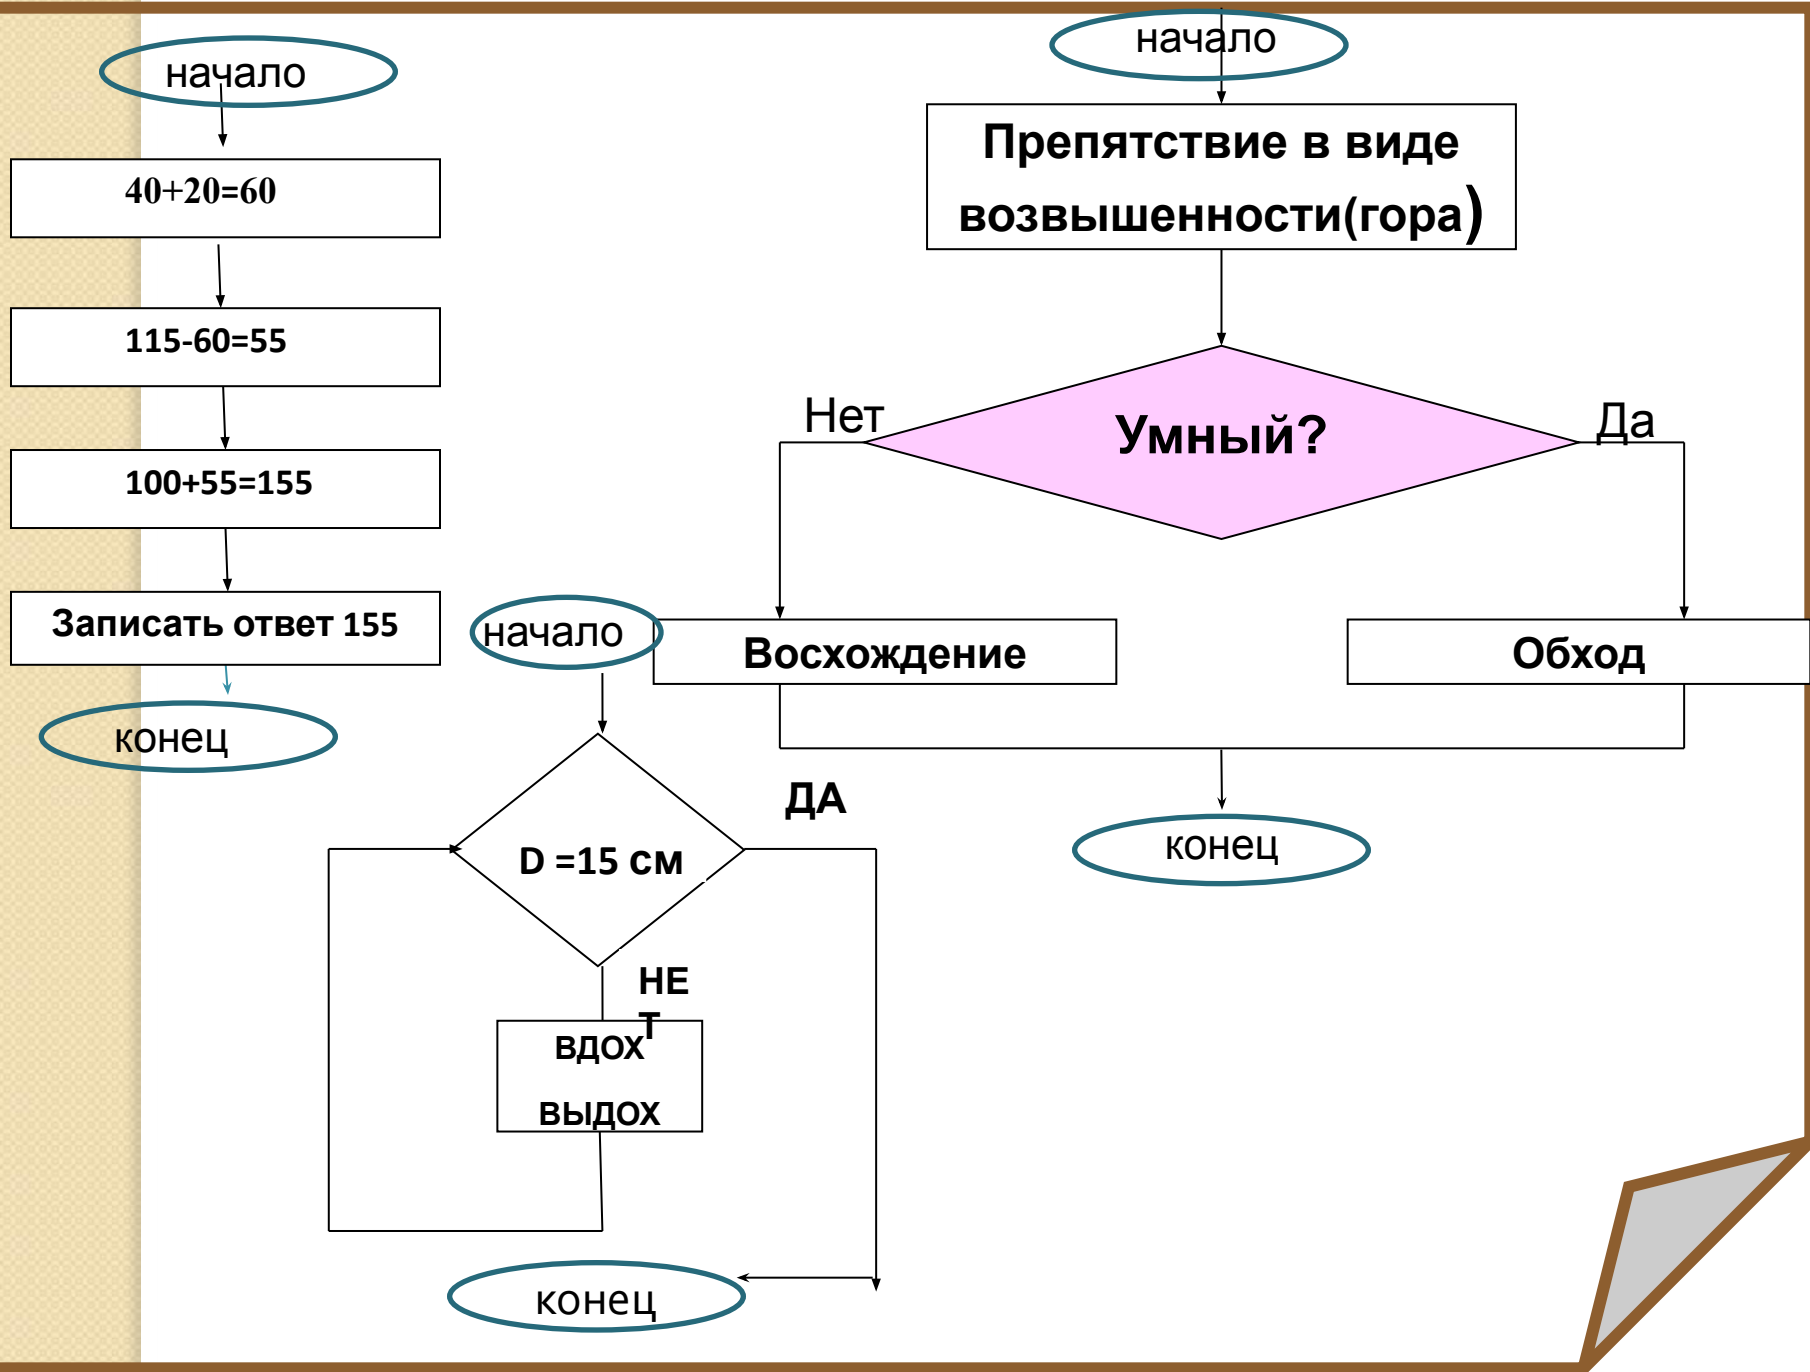 начало
40+20=60
115-60=55
100+55=155
Записать ответ 155
конец
начало
Препятствие в виде
возвышенности(гора)
Умный?
Нет
Да
Восхождение
Обход
конец
начало
D =15 см
ДА
НЕ
Т
ВДОХ
ВЫДОХ
конец